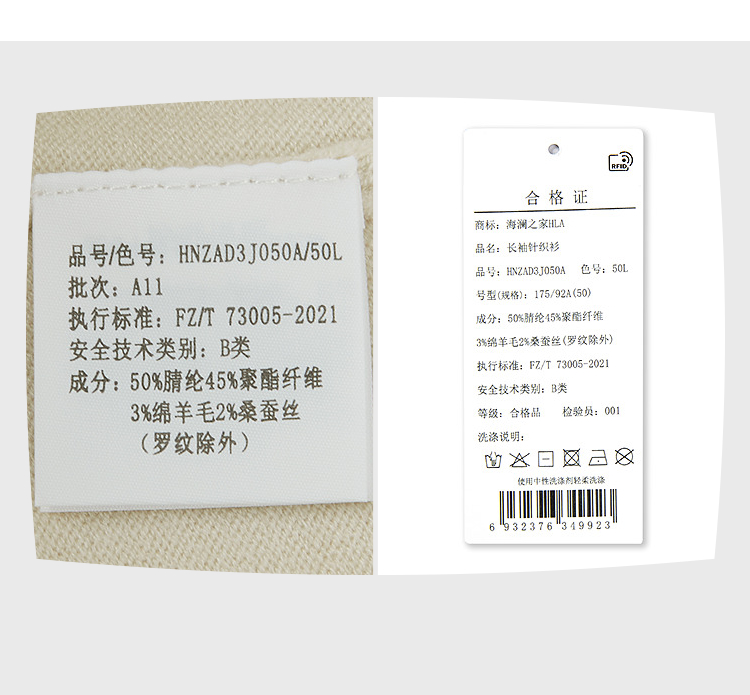 品号/色号: HNZAD3J050A/50L
批次: A11
执行标准: FZ/T 73005-2021
安全技术类别: B类
成分: 50%腈纶45%聚酯纤维
3%绵羊毛2%桑蚕丝
(罗纹除外)
RFID
合格证
商标: 海澜之家HLA
品名: 长袖针织衫
品号: HNZAD3J050A 色号: 50L
号型(规格): 175/92A(50)
成分: 50%腈纶45%聚酯纤维
3%绵羊毛2%桑蚕丝(罗纹除外)
执行标准: FZ/T 73005-2021
安全技术类别: B类
等级: 合格品 检验员: 001
洗涤说明:
使用中性洗涤剂轻柔洗涤
6 932376 349923